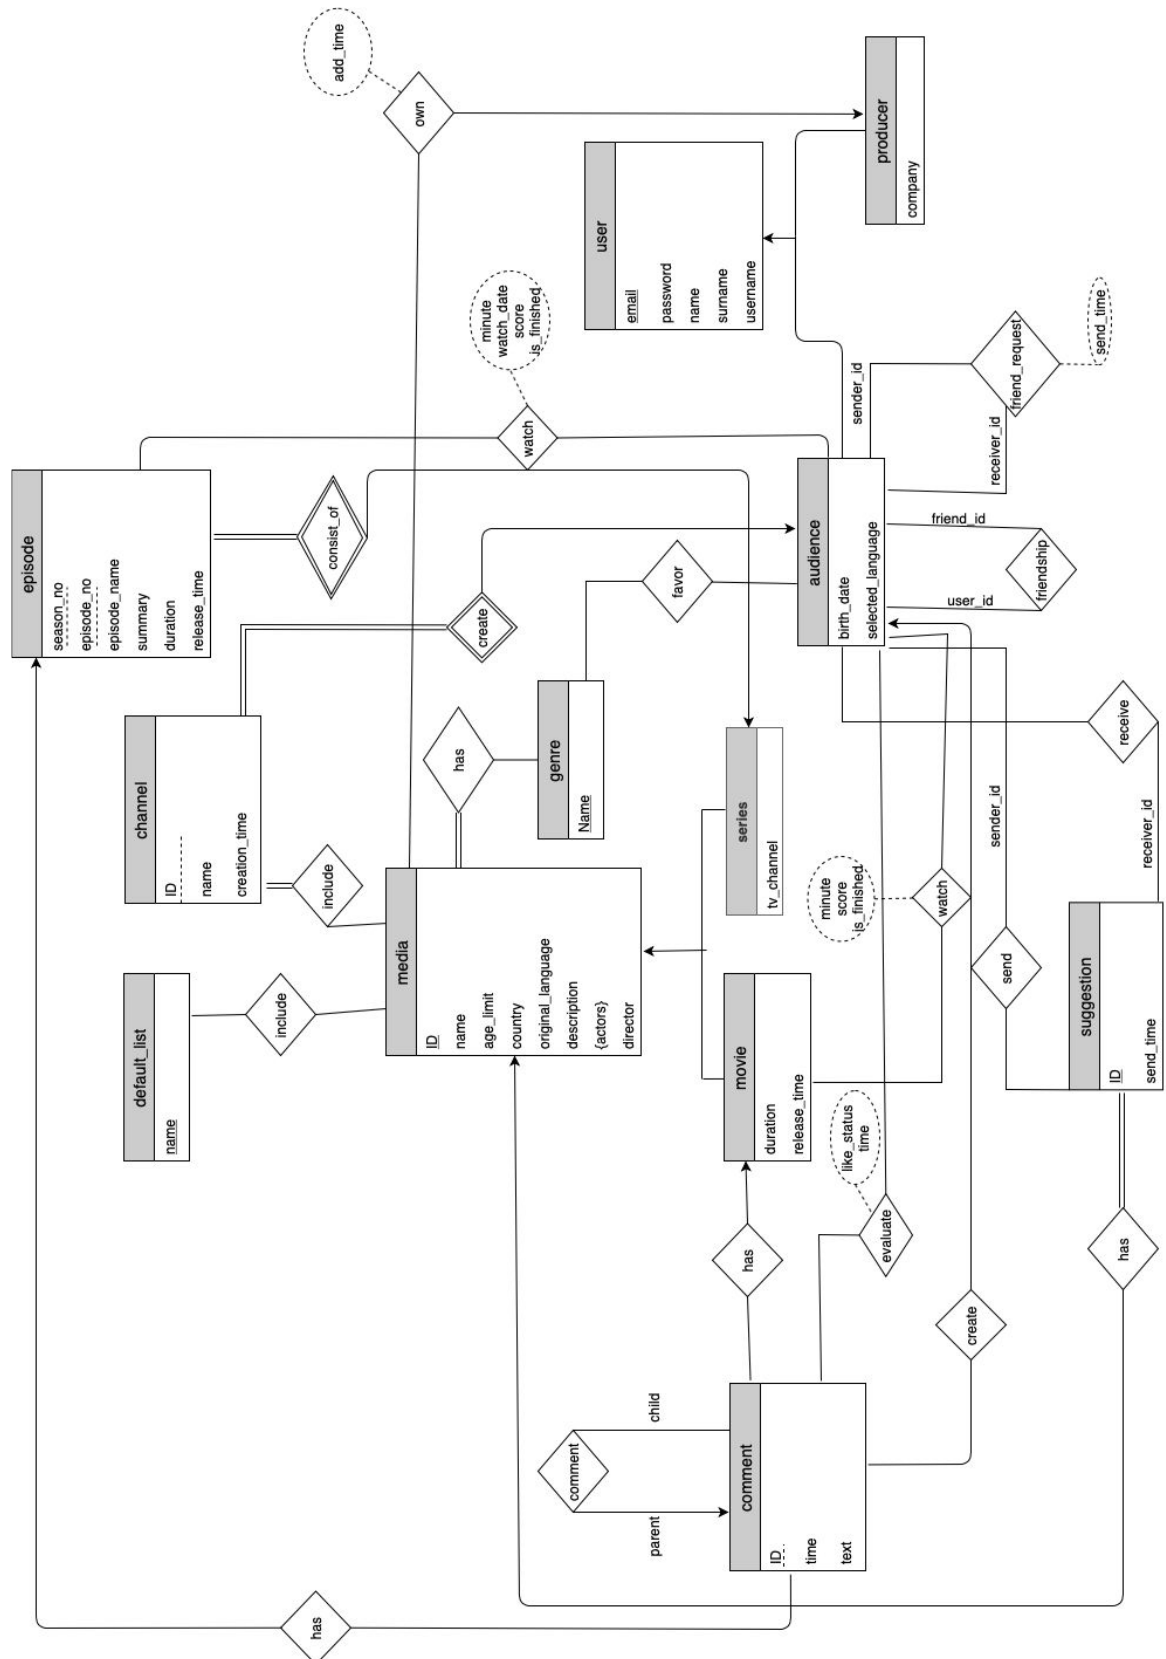 episode
season_no
episode_no
episode_name
summary
duration
release_time
channel
ID
name
creation_time
default_list
name
include
include
media
ID
name
age_limit
country
original_language
description
{actors}
director
has
genre
Name
favor
create
consist_of
watch
minute
watch_date
score
is_finished
own
add_time
user
email
password
name
surname
username
producer
company
audience
birth_date
selected_language
sender_id
receiver_id
friend_request
send_time
friend_id
user_id
friendship
series
tv_channel
movie
duration
release_time
watch
minute
score
is_finished
evaluate
like_status
time
has
comment
ID
time
text
comment
parent
child
create
has
send
sender_id
receive
receiver_id
suggestion
ID
send_time
has